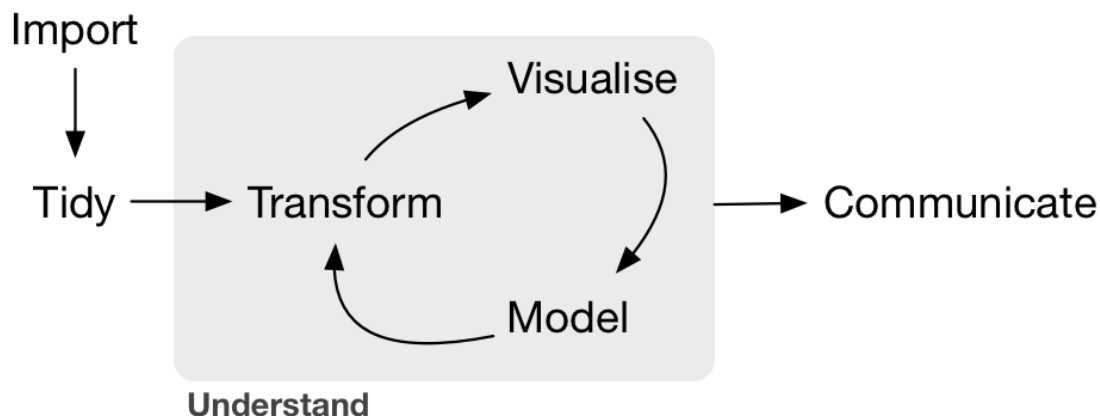 Import
Visualise
Tidy
Transform
Communicate
Model
Understand